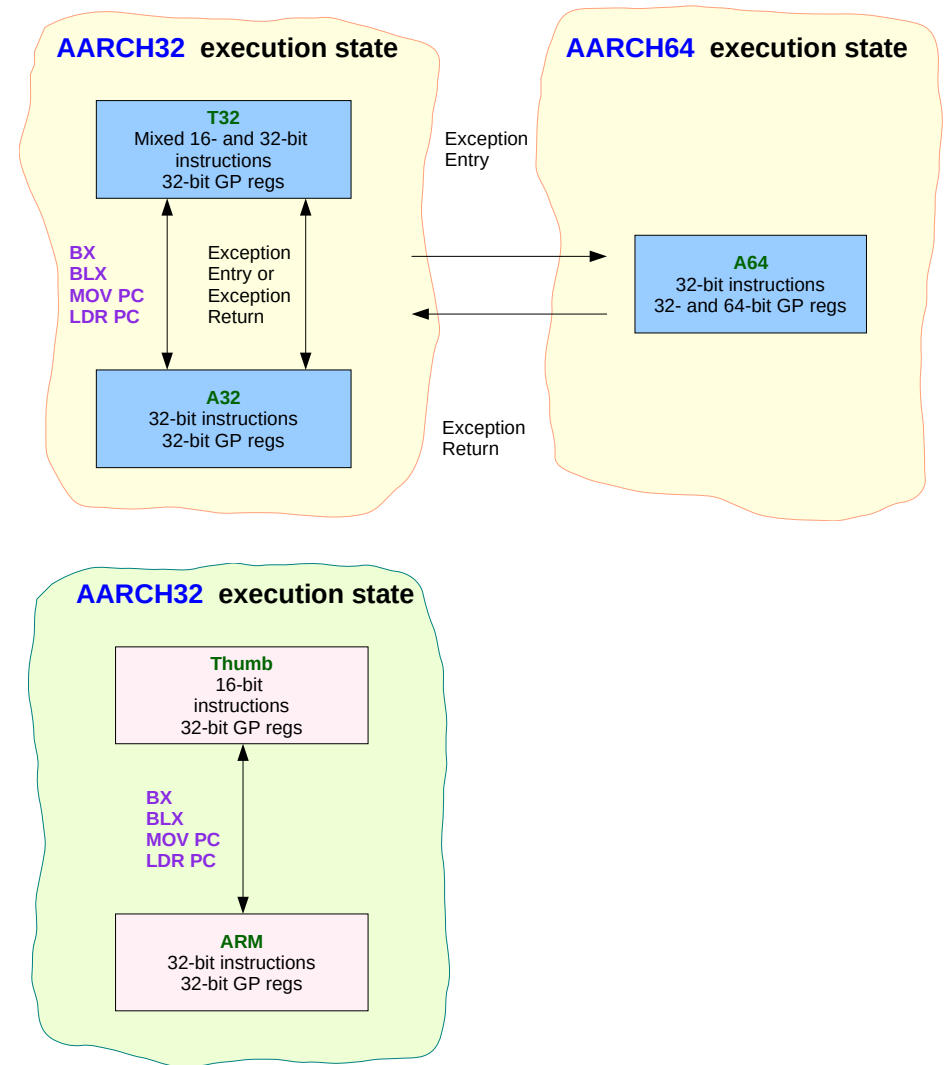 AARCH32 execution state
T32
Mixed 16- and 32-bit
instructions
32-bit GP regs
BX
BLX
MOV PC
LDR PC
Exception
Entry or
Exception
Return
A32
32-bit instructions
32-bit GP regs
Exception
Entry
Exception
Return
AARCH64 execution state
A64
32-bit instructions
32- and 64-bit GP regs
AARCH32 execution state
Thumb
16-bit
instructions
32-bit GP regs
BX
BLX
MOV PC
LDR PC
ARM
32-bit instructions
32-bit GP regs